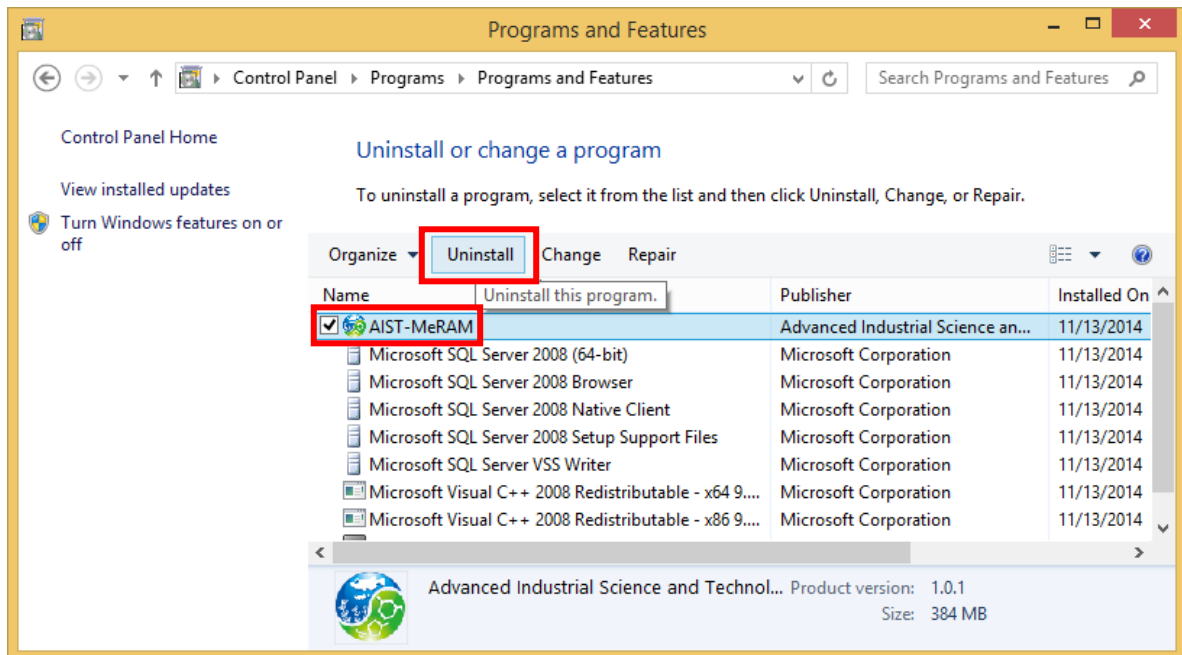 Programs and Features
Control Panel Programs Programs and Features Search Programs and Features
Control Panel Home
View installed updates
Turn Windows features on or
off
Uninstall or change a program
To uninstall a program, select it from the list and then click Uninstall, Change, or Repair.
Organize Uninstall Change Repair
Name Uninstall this program. Publisher Installed On
AIST-MeRAM Advanced Industrial Science an... 11/13/2014
Microsoft SQL Server 2008 (64-bit) Microsoft Corporation 11/13/2014
Microsoft SQL Server 2008 Browser Microsoft Corporation 11/13/2014
Microsoft SQL Server 2008 Native Client Microsoft Corporation 11/13/2014
Microsoft SQL Server 2008 Setup Support Files Microsoft Corporation 11/13/2014
Microsoft SQL Server VSS Writer Microsoft Corporation 11/13/2014
Microsoft Visual C++ 2008 Redistributable - x64 9.... Microsoft Corporation 11/13/2014
Microsoft Visual C++ 2008 Redistributable - x86 9.... Microsoft Corporation 11/13/2014
Advanced Industrial Science and Technol... Product version: 1.0.1
Size: 384 MB